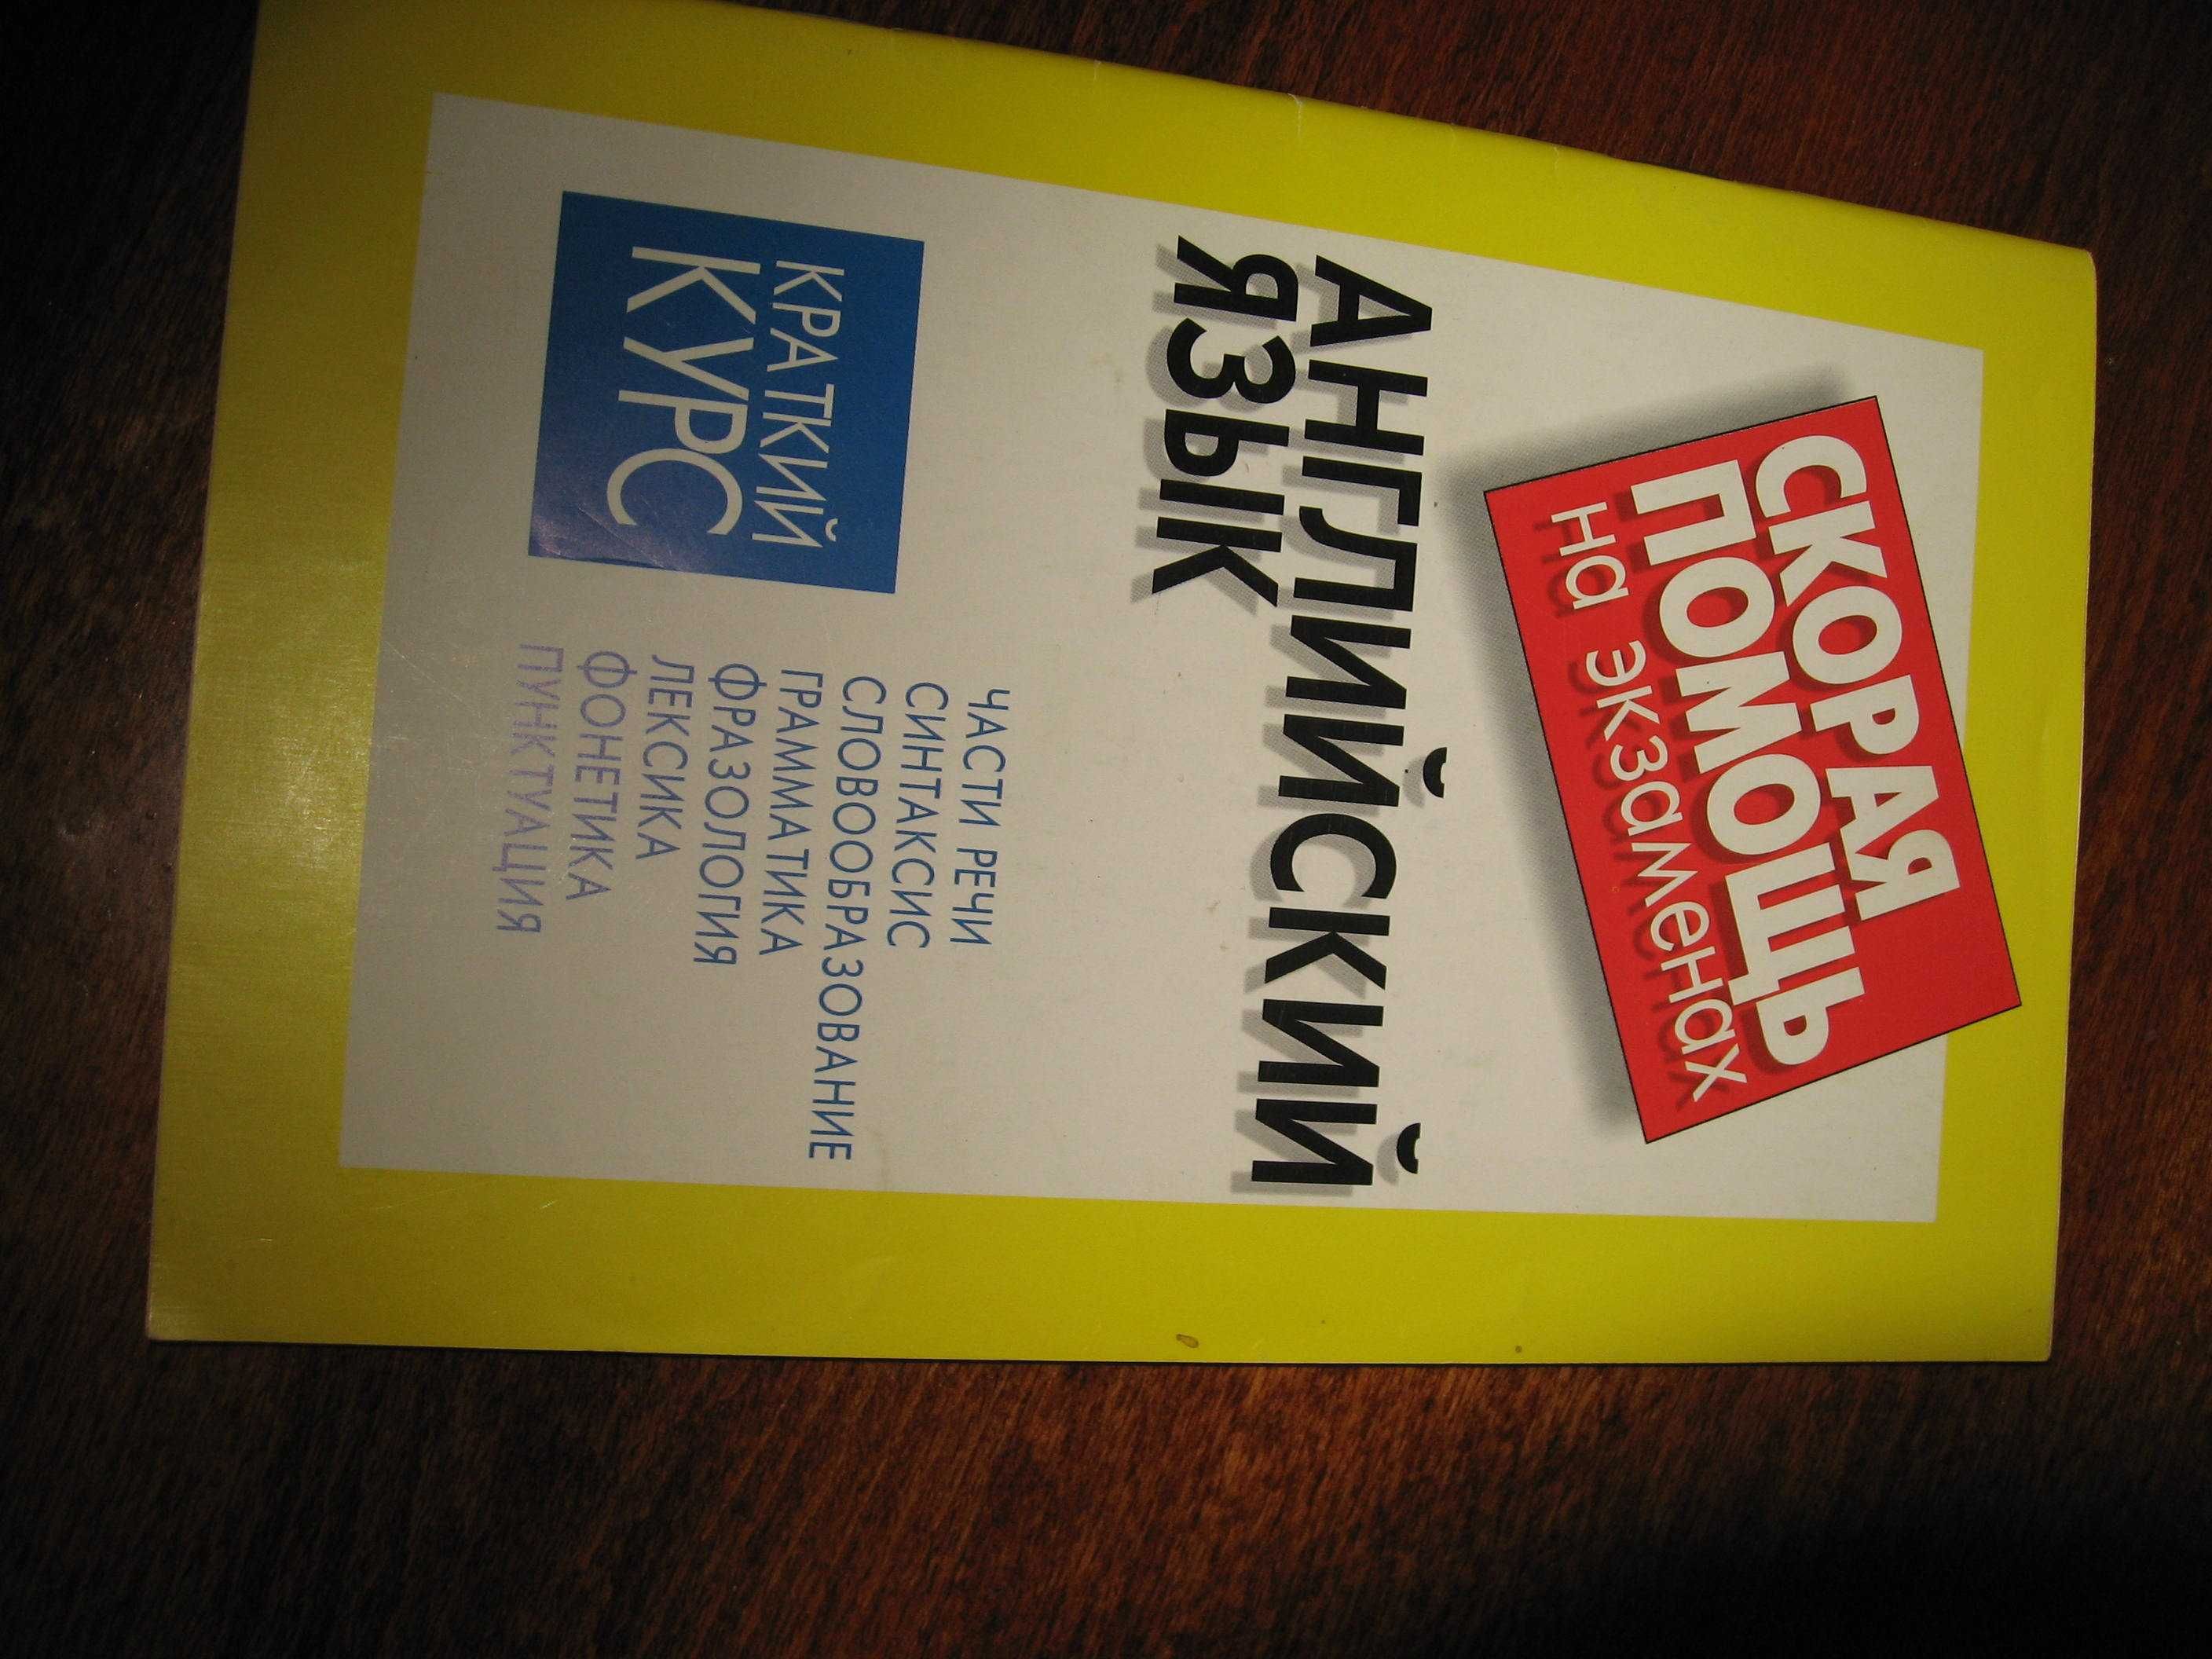 СКОРАЯ
ПОМОЩЬ
на экзаменах
АНГЛИЙСКИЙ
ЯЗЫК
ЧАСТИ РЕЧИ
СИНТАКСИС
СЛОВООБРАЗОВАНИЕ
ГРАММАТИКА
ФРАЗОЛОГИЯ
ЛЕКСИКА
ФОНЕТИКА
ПУНКТУАЦИЯ
КРАТКИЙ
КУРС